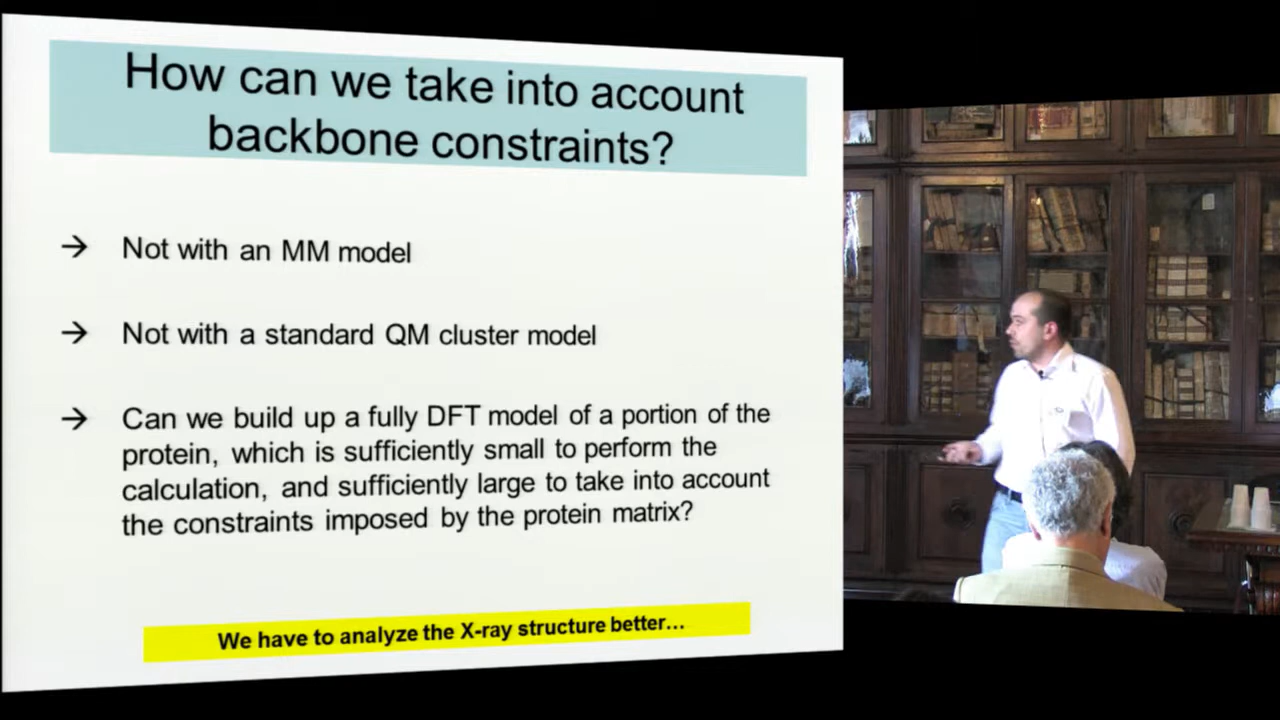 How can we take into account
backbone constraints?
→ Not with an MM model
→ Not with a standard QM cluster model
→ Can we build up a fully DFT model of a portion of the
protein, which is sufficiently small to perform the
calculation, and sufficiently large to take into account
the constraints imposed by the protein matrix?
We have to analyze the X-ray structure better...